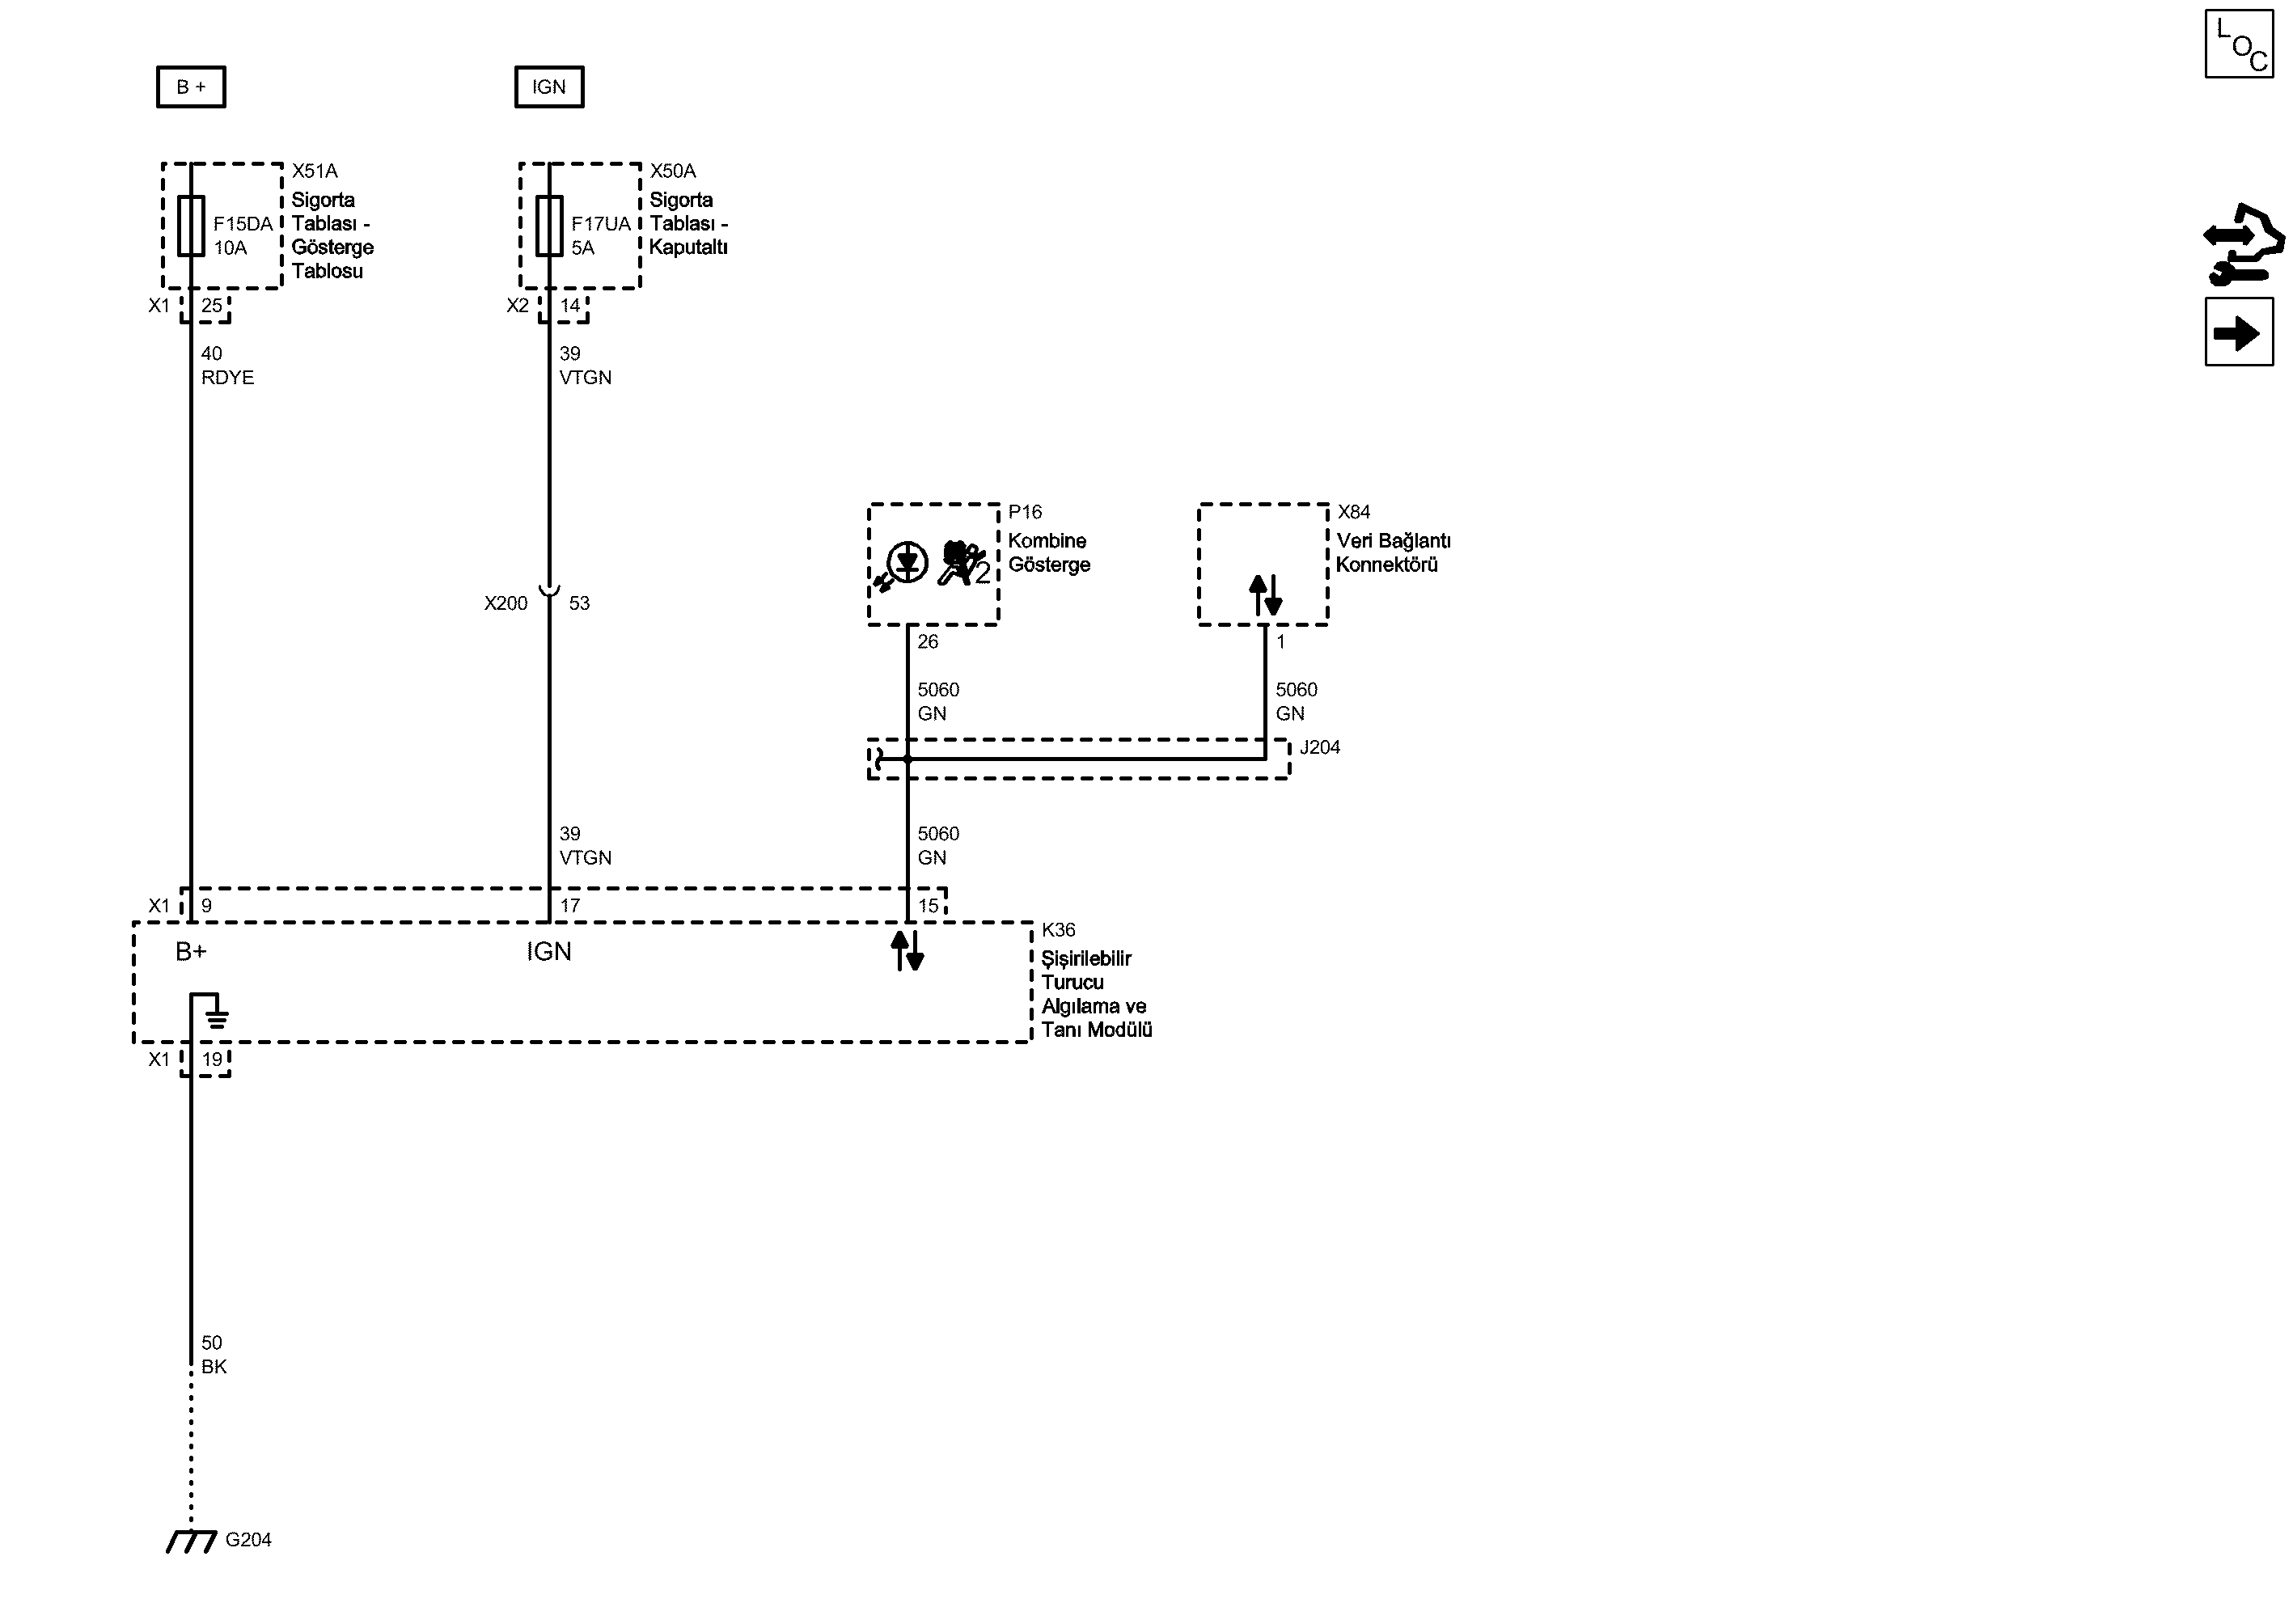 L
O
C
B +
IGN
X51A
Sigorta
Tablası -
Gösterge
Tablosu
F15DA
10A
X50A
Sigorta
Tablası -
Kaputaltı
F17UA
5A
X1
25
X2
14
40
RDYE
39
VTGN
P16
Kombine
Gösterge
2
X84
Veri Bağlantı
Konnektörü
X200
53
26
1
5060
GN
5060
GN
J204
39
VTGN
5060
GN
X1
9
17
15
B+
IGN
K36
Şişirilebilir
Turucu
Algılama ve
Tanı Modülü
X1
19
50
BK
G204